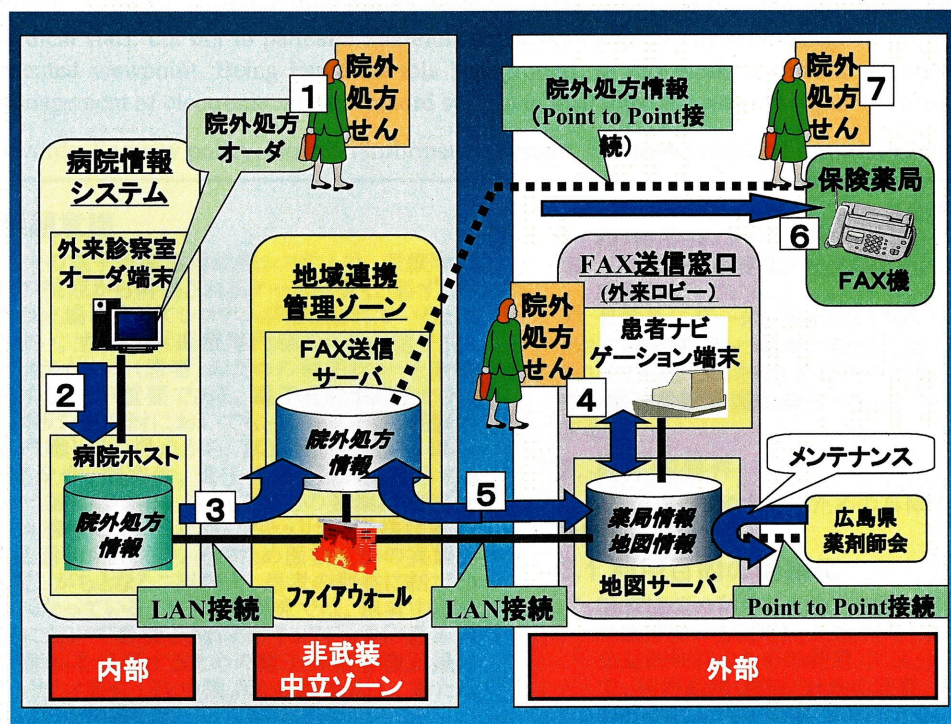 1
院外
処方
せん
院外処方
オーダ
病院情報
システム
外来診察室
オーダ端末
2
病院ホスト
院外処方
情報
3
LAN接続
地域連携
管理ゾーン
FAX送信
サーバ
院外処方
情報
ファイアウォール
5
LAN接続
院外処方情報
(Point to Point接
続)
院外
処方
せん
7
保険薬局
6
FAX機
FAX送信窓口
(外来ロビー)
院外
処方
せん
患者ナビ
ゲーション端末
4
薬局情報
地図情報
地図サーバ
メンテナンス
広島県
薬剤師会
Point to Point接続
内部
非武装
中立ゾーン
外部